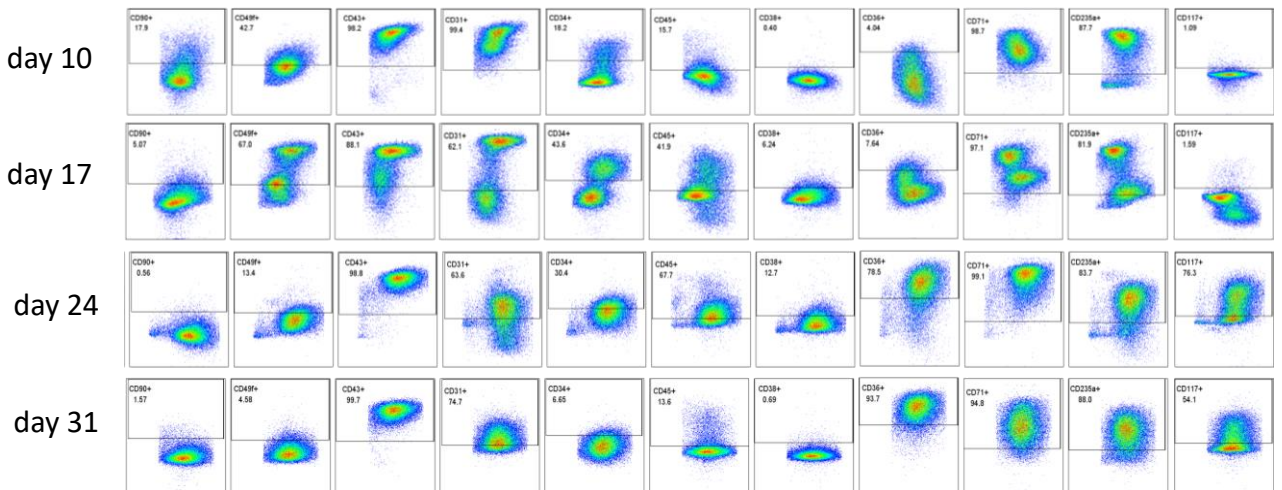 CD90+ CD49f+ CD43+ CD31+ CD34+ CD45+ CD38+ CD36+ CD71+ CD235a+ CD117+
17.9 42.7 98.2 99.4 18.2 15.7 0.40 4.04 98.7 87.7 1.09
day 10
CD90+ CD49f+ CD43+ CD31+ CD34+ CD45+ CD38+ CD36+ CD71+ CD235a+ CD117+
5.07 67.0 88.1 62.1 43.6 41.9 6.24 7.64 97.1 81.9 1.59
day 17
CD90+ CD49f+ CD43+ CD31+ CD34+ CD45+ CD38+ CD36+ CD71+ CD235a+ CD117+
0.56 13.4 98.8 63.6 30.4 67.7 12.7 78.5 99.1 83.7 76.3
day 24
CD90+ CD49f+ CD43+ CD31+ CD34+ CD45+ CD38+ CD36+ CD71+ CD235a+ CD117+
1.57 4.58 99.7 74.7 6.65 13.6 0.69 93.7 94.8 88.0 54.1
day 31